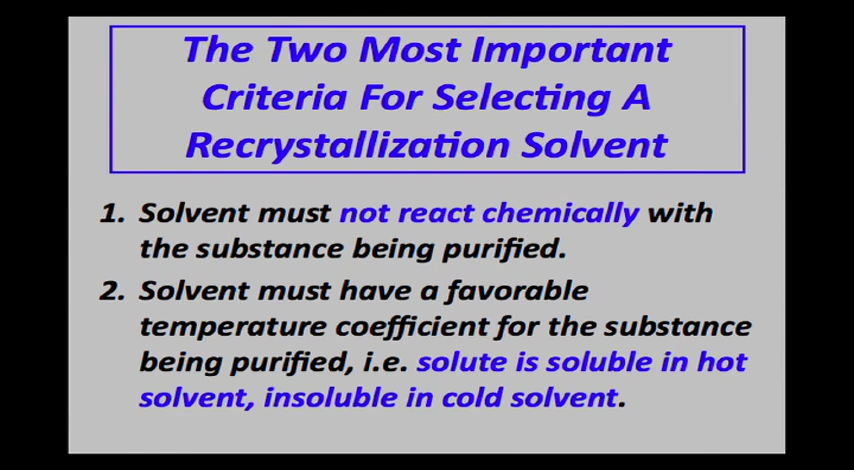 The Two Most Important
Criteria For Selecting A
Recrystallization Solvent
1. Solvent must not react chemically with
the substance being purified.
2. Solvent must have a favorable
temperature coefficient for the substance
being purified, i.e. solute is soluble in hot
solvent, insoluble in cold solvent.